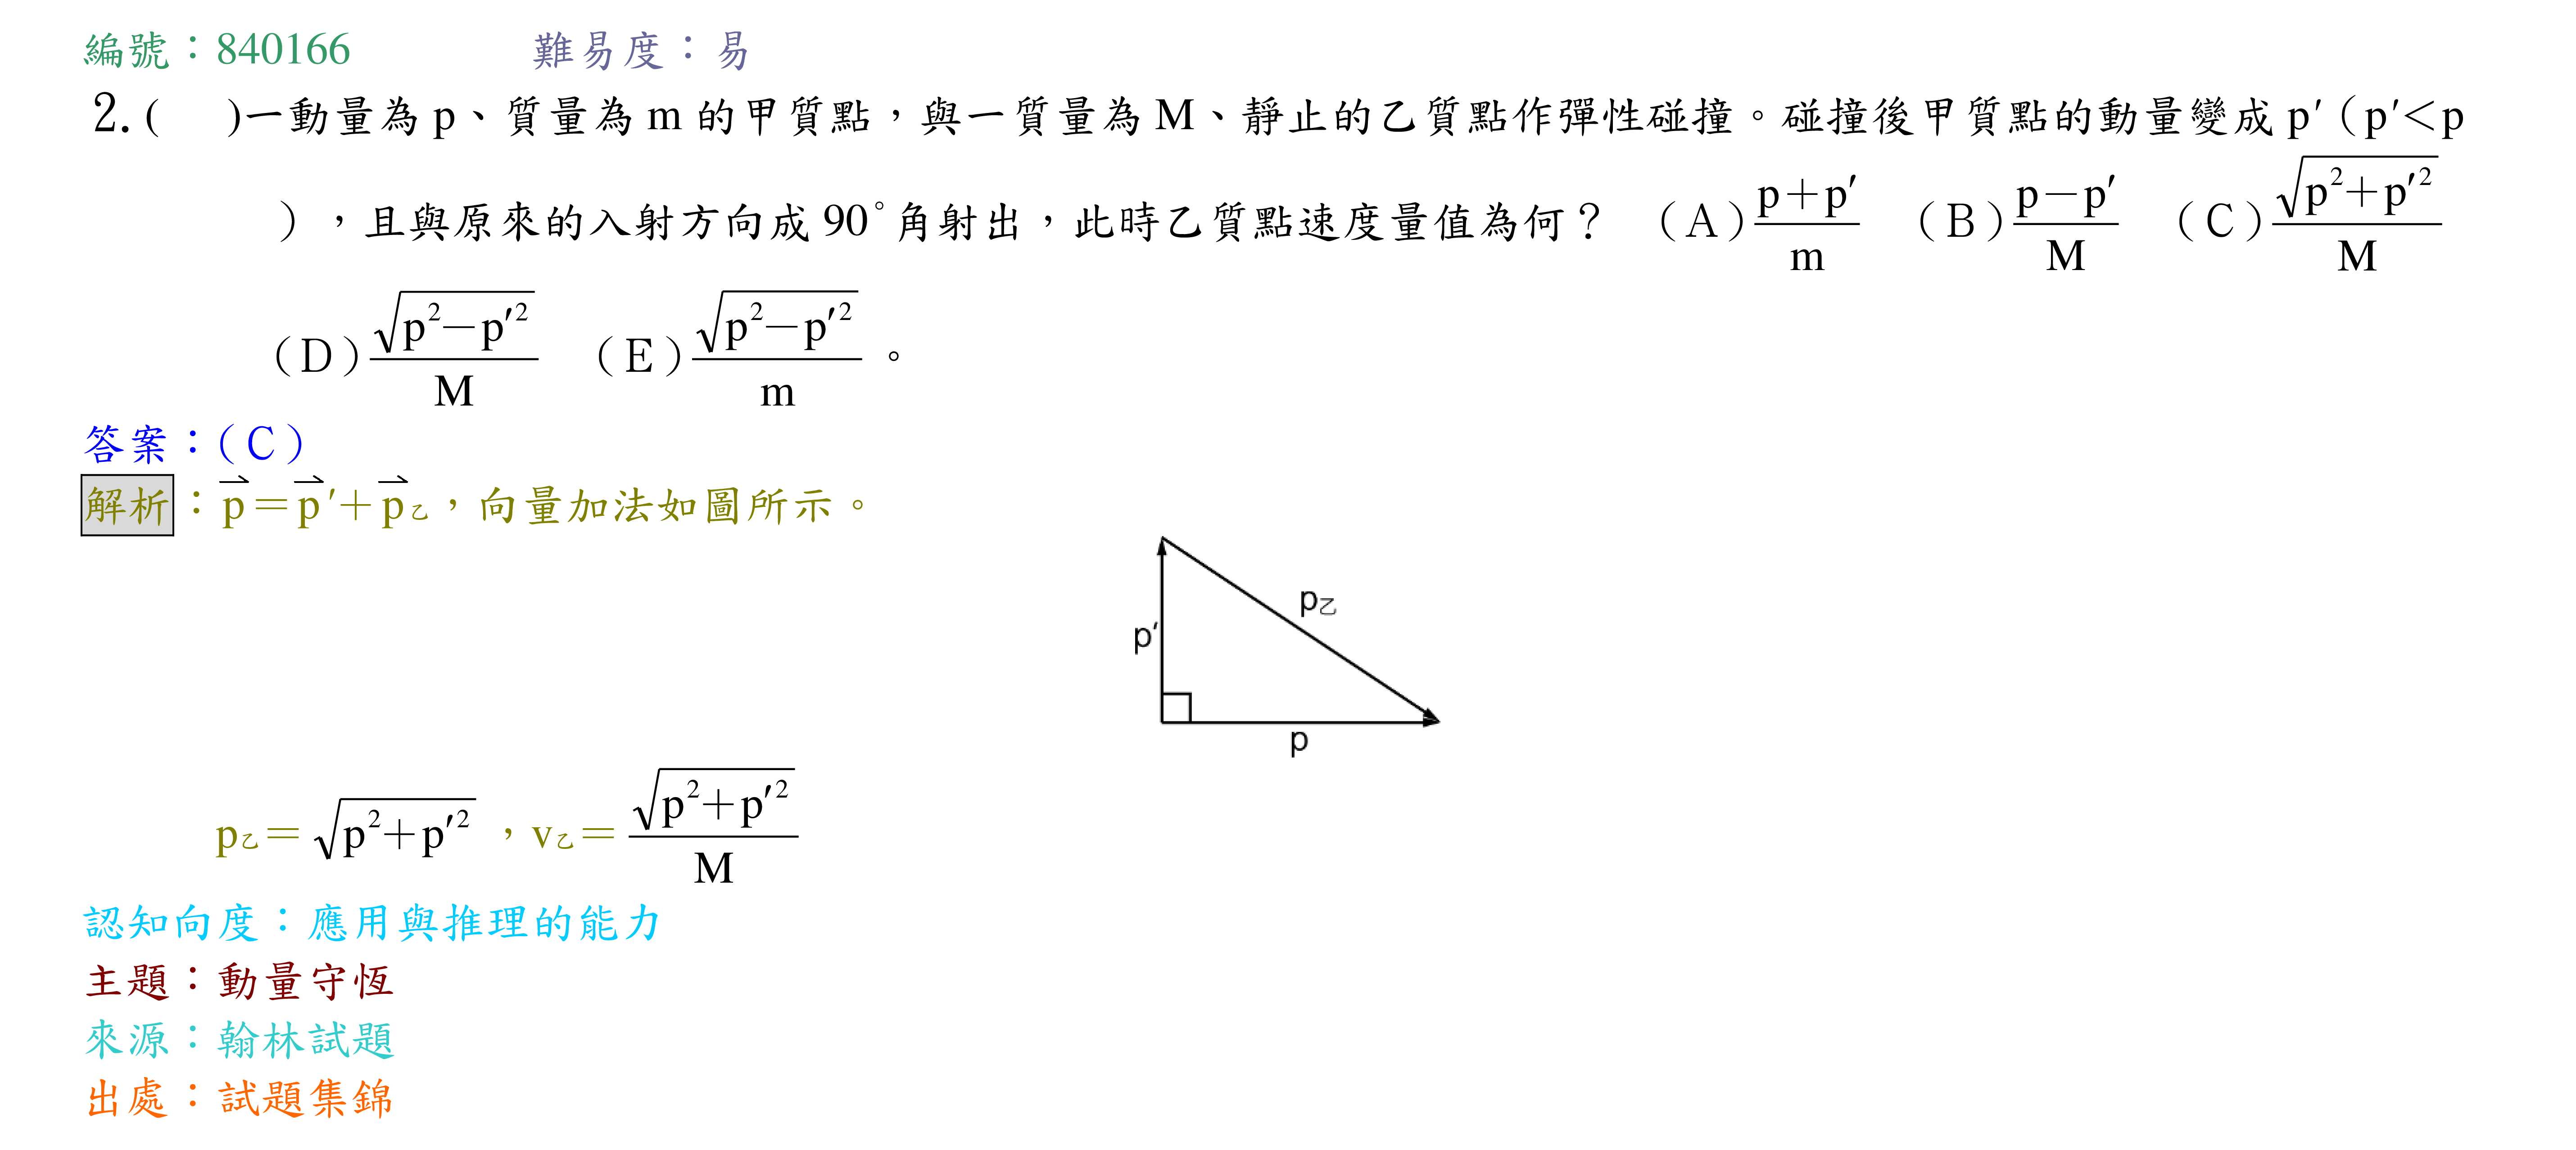 編號：840166 難易度：易
2.( )一動量為 p、質量為 m 的甲質點，與一質量為 M、靜止的乙質點作彈性碰撞。碰撞後甲質點的動量變成 p′（p′＜p
），且與原來的入射方向成 90°角射出，此時乙質點速度量值為何？ （A）$\frac{p+p′}{m}$ （B）$\frac{p-p′}{M}$ （C）$\frac{\sqrt{p^2+p′^2}}{M}$
（D）$\frac{\sqrt{p^2-p′^2}}{M}$ （E）$\frac{\sqrt{p^2-p′^2}}{m}$ 。
答案：（C）
解析：$\vec{p}$＝$\vec{p}$′＋$\vec{p}$乙，向量加法如圖所示。
p乙
p′
p
p乙＝$\sqrt{p^2+p′^2}$ ，v乙＝$\frac{\sqrt{p^2+p′^2}}{M}$
認知向度：應用與推理的能力
主題：動量守恆
來源：翰林試題
出處：試題集錦